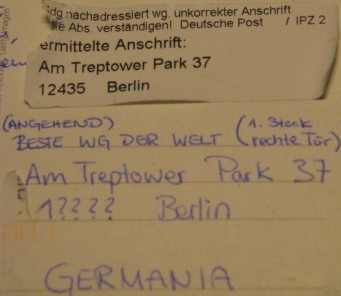 dg nachadressiert wg. unkorrekter Anschrift
re Abs. verständigen! Deutsche Post / IPZ 2
ermittelte Anschrift:
Am Treptower Park 37
12435 Berlin
(ANGEHEND)
BESTE WG DER WELT (1. Stock rechte Tür)
Am Treptower Park 37
1???? Berlin
GERMANIA